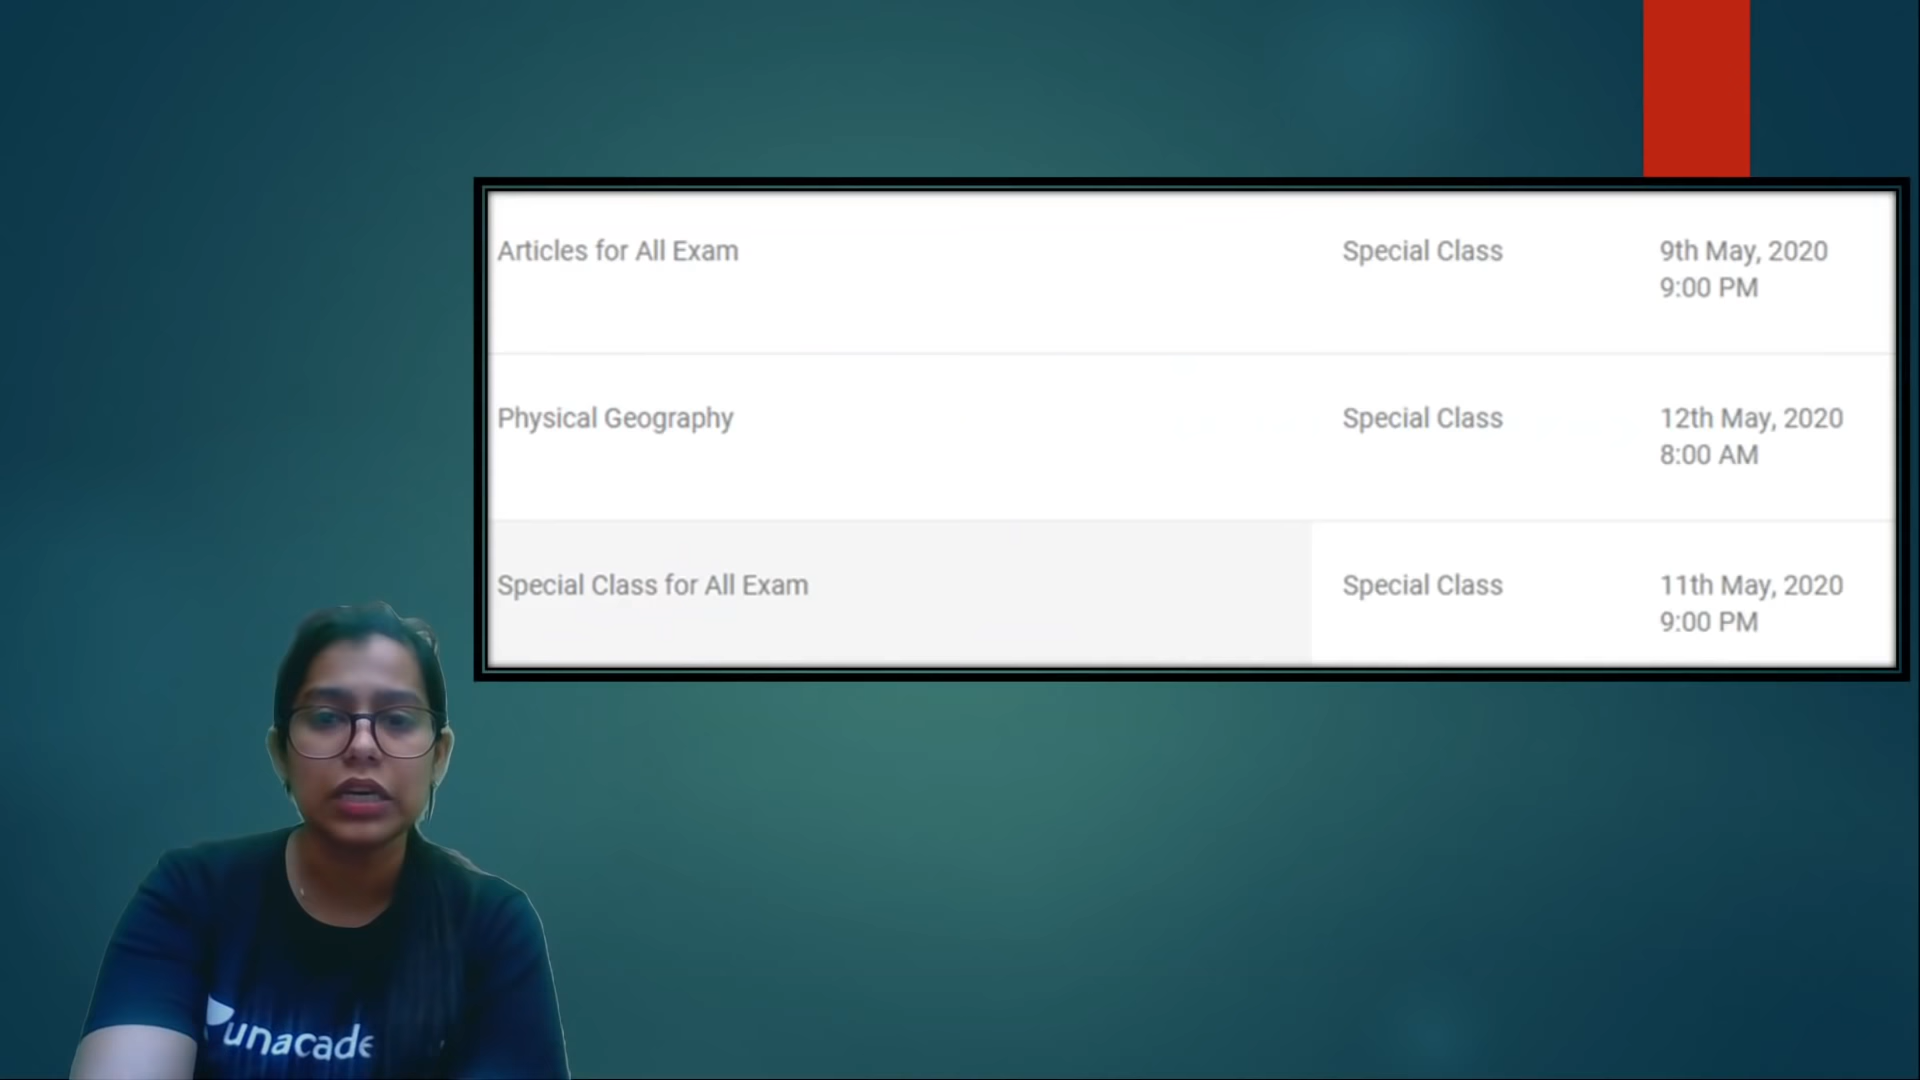 Articles for All Exam Special Class 9th May, 2020
9:00 PM
Physical Geography Special Class 12th May, 2020
8:00 AM
Special Class for All Exam Special Class 11th May, 2020
9:00 PM
unacade